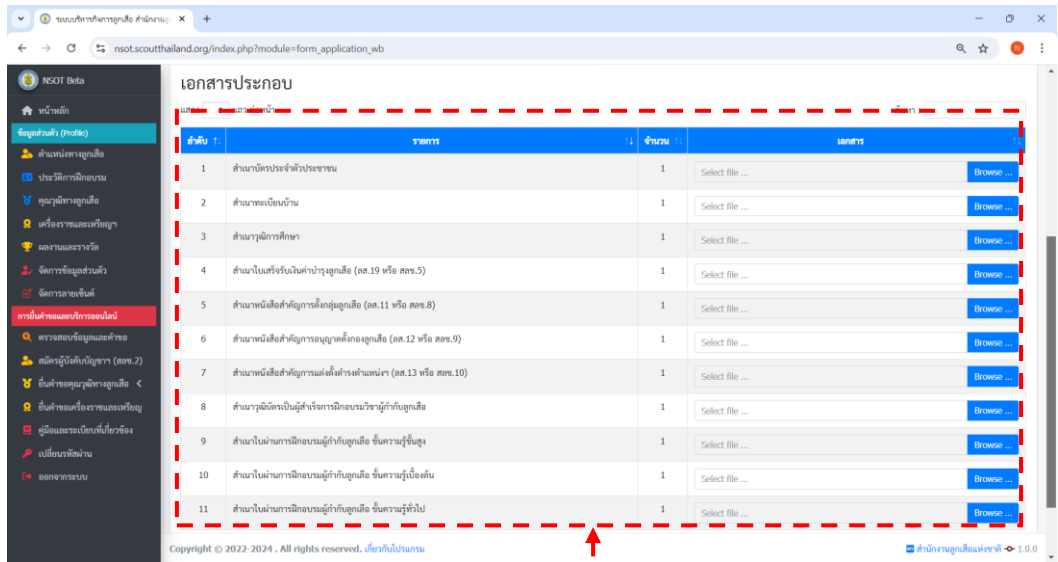 ระบบบริหารกิจการลูกเสือ สำนักงานลูก
nsot.scoutthailand.org/index.php?module=form_application_wb
N
NSOT Beta
หน้าหลัก
ข้อมูลส่วนตัว (Profile)
ตำแหน่งทางลูกเสือ
ประวัติการฝึกอบรม
คุณวุฒิทางลูกเสือ
เครื่องราชและเหรียญฯ
ผลงานและรางวัล
จัดการข้อมูลส่วนตัว
จัดการลายเซ็นต์
การยื่นคำขอและบริการออนไลน์
ตรวจสอบข้อมูลและคำขอ
สมัครผู้บังคับบัญชาฯ (สลช.2)
ยื่นคำขอคุณวุฒิทางลูกเสือ
ยื่นคำขอเครื่องราชและเหรียญ
คู่มือและระเบียบที่เกี่ยวข้อง
เปลี่ยนรหัสผ่าน
ออกจากระบบ
เอกสารประกอบ
ลำดับ รายการ จำนวน เอกสาร
1 สำเนาบัตรประจำตัวประชาชน 1 Select file ... Browse ...
2 สำเนาทะเบียนบ้าน 1 Select file ... Browse ...
3 สำเนาวุฒิการศึกษา 1 Select file ... Browse ...
4 สำเนาใบเสร็จรับเงินค่าบำรุงลูกเสือ (ลส.19 หรือ สลช.5) 1 Select file ... Browse ...
5 สำเนาหนังสือสำคัญการตั้งกลุ่มลูกเสือ (ลส.11 หรือ สลช.8) 1 Select file ... Browse ...
6 สำเนาหนังสือสำคัญการอนุญาตตั้งกองลูกเสือ (ลส.12 หรือ สลช.9) 1 Select file ... Browse ...
7 สำเนาหนังสือสำคัญการแต่งตั้งดำรงตำแหน่งฯ (ลส.13 หรือ สลช.10) 1 Select file ... Browse ...
8 สำเนาวุฒิบัตรเป็นผู้สำเร็จการฝึกอบรมวิชาผู้กำกับลูกเสือ 1 Select file ... Browse ...
9 สำเนาใบผ่านการฝึกอบรมผู้กำกับลูกเสือ ขั้นความรู้ชั้นสูง 1 Select file ... Browse ...
10 สำเนาใบผ่านการฝึกอบรมผู้กำกับลูกเสือ ขั้นความรู้เบื้องต้น 1 Select file ... Browse ...
11 สำเนาใบผ่านการฝึกอบรมผู้กำกับลูกเสือ ขั้นความรู้ทั่วไป 1 Select file ... Browse ...
Copyright © 2022-2024 . All rights reserved. เกี่ยวกับโปรแกรม สำนักงานลูกเสือแห่งชาติ 1.0.0